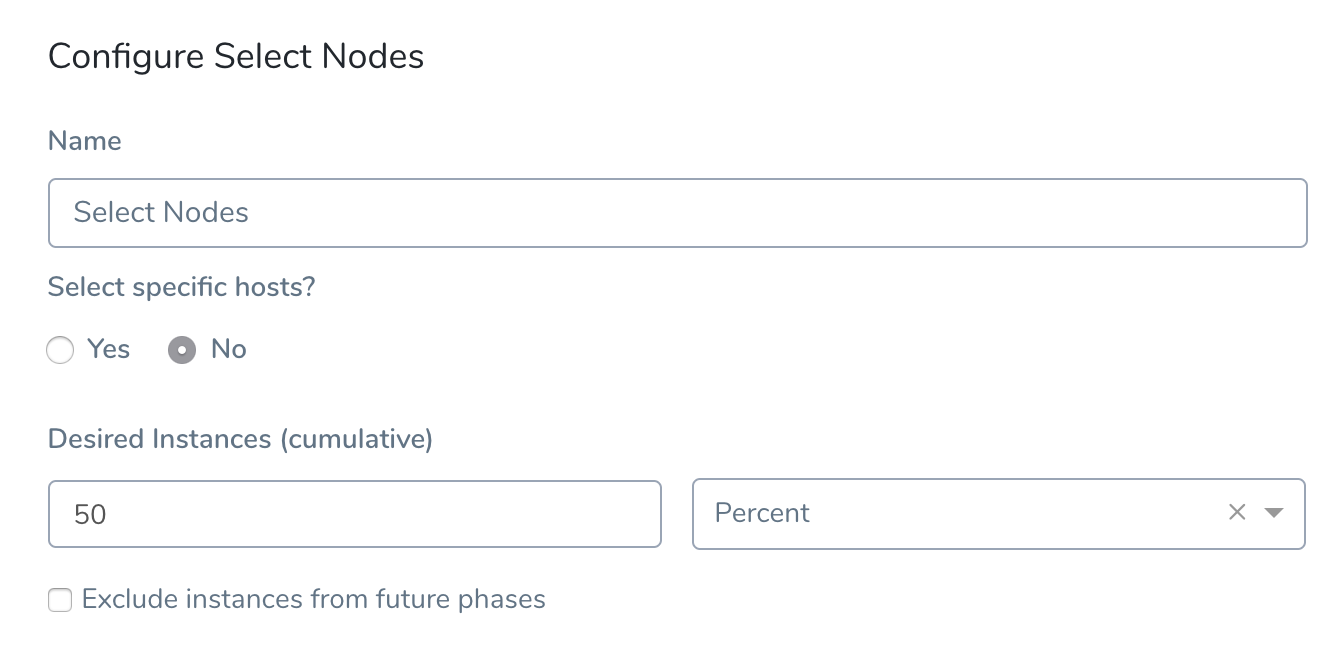 Configure Select Nodes
Name
Select Nodes
Select specific hosts?
Yes No
Desired Instances (cumulative)
50 Percent
Exclude instances from future phases